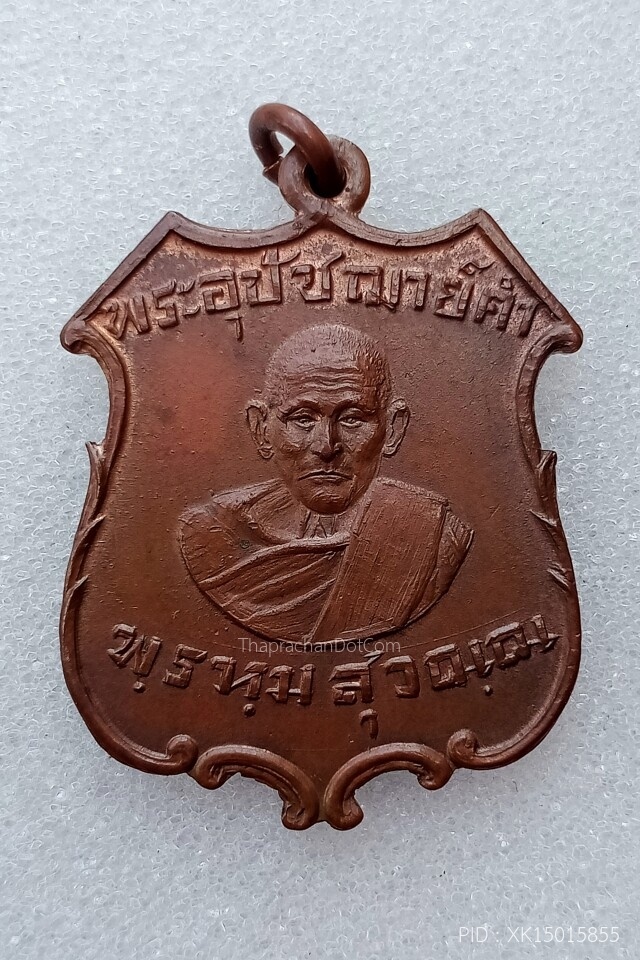 พระอุปัชฌาย์คำ
พฺรหฺมสุวณฺณ
ThaprachanDotCom
PID : XK15015855